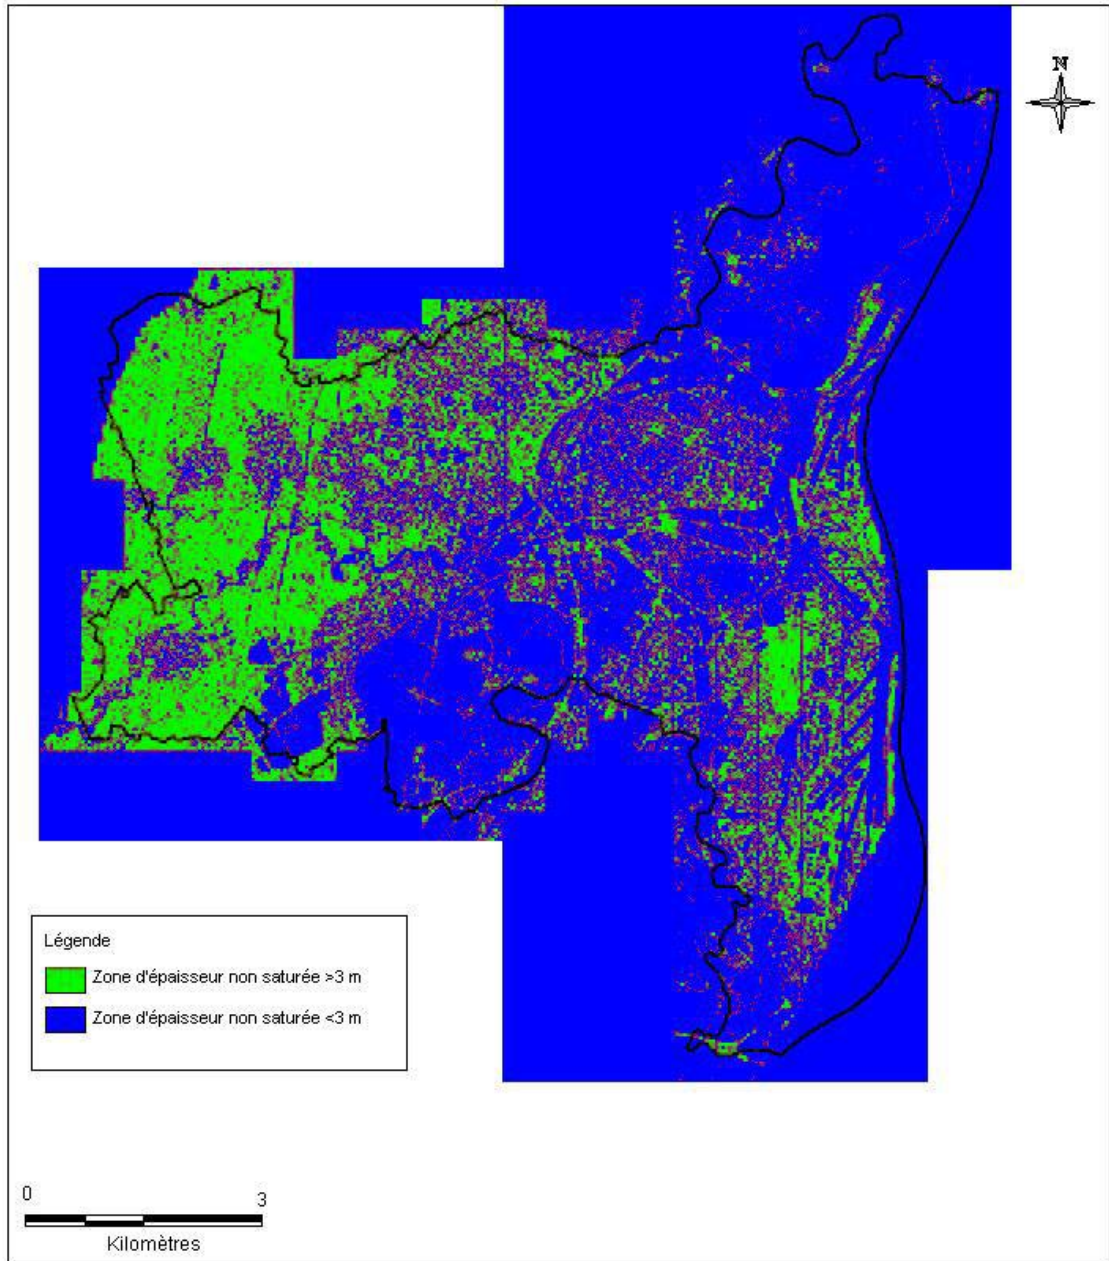 N
Légende
Zone d'épaisseur non saturée >3 m
Zone d'épaisseur non saturée <3 m
0 3
Kilomètres